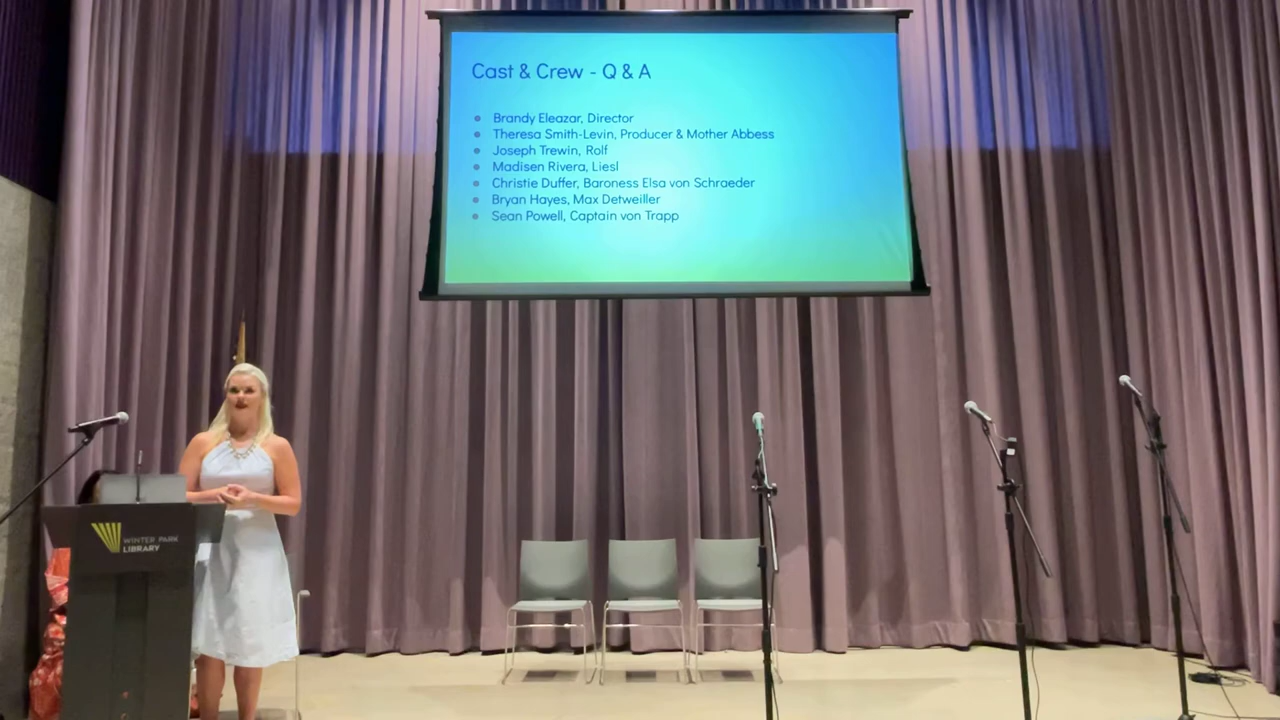 Cast & Crew - Q & A
Brandy Eleazar, Director
Theresa Smith-Levin, Producer & Mother Abbess
Joseph Trewin, Rolf
Madisen Rivera, Liesl
Christie Duffer, Baroness Elsa von Schraeder
Bryan Hayes, Max Detweiller
Sean Powell, Captain von Trapp
WINTER PARK
LIBRARY